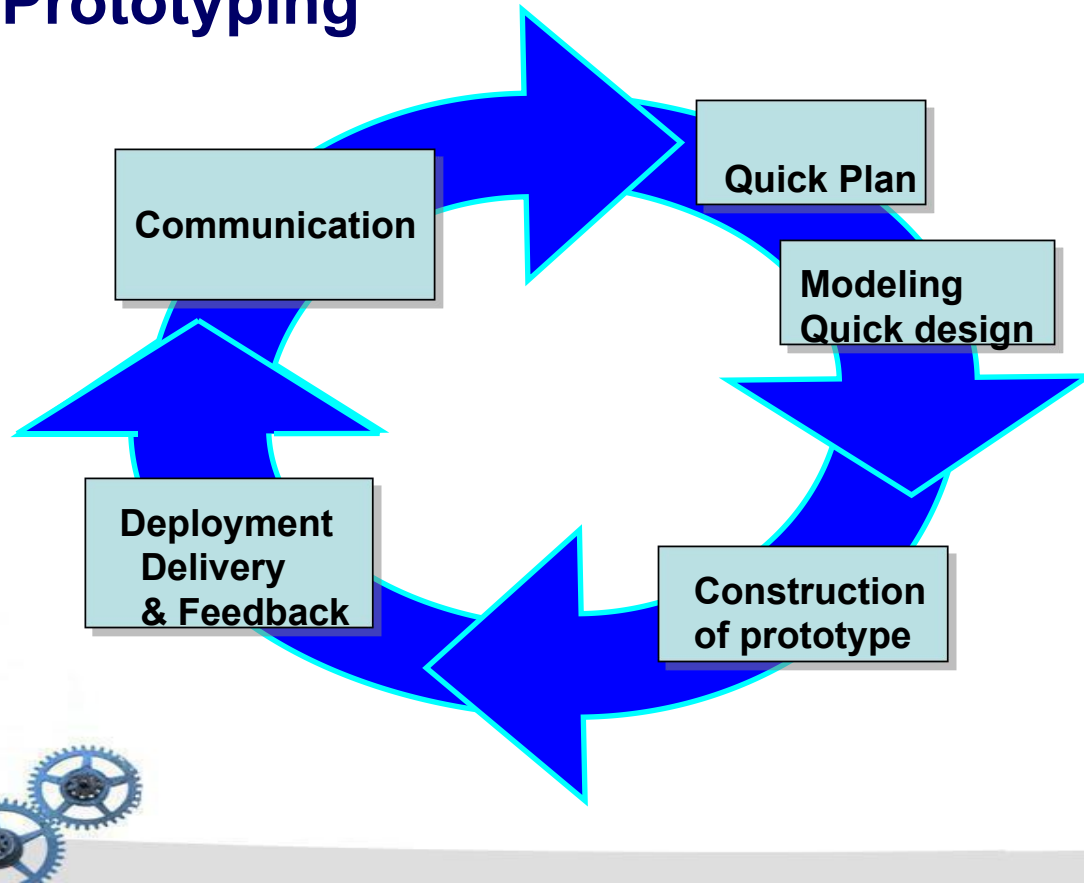 Prototyping
Communication
Quick Plan
Modeling
Quick design
Construction
of prototype
Deployment
Delivery
& Feedback